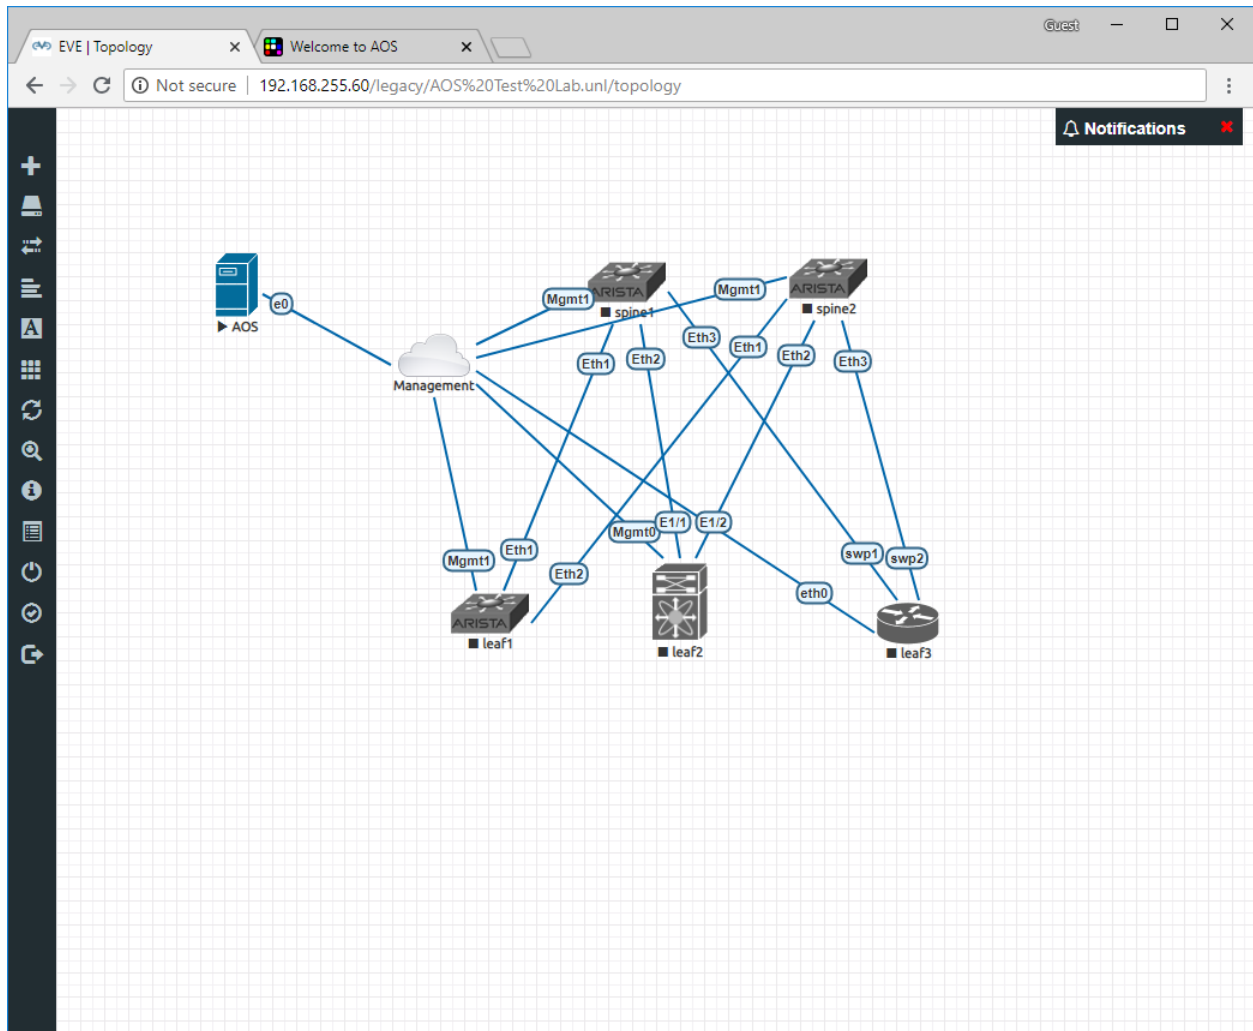 Guest
EVE | Topology
Welcome to AOS
Not secure
192.168.255.60/legacy/AOS%20Test%20Lab.unl/topology
Notifications
ARISTA
ARISTA
Mgmt1
Mgmt1
e0
spine1
spine2
AOS
Eth3
Eth1
Eth1
Eth2
Eth2
Eth3
Management
E1/1
E1/2
Mgmt0
Eth1
swp1
swp2
Mgmt1
Eth2
eth0
ARISTA
leaf1
leaf2
leaf3